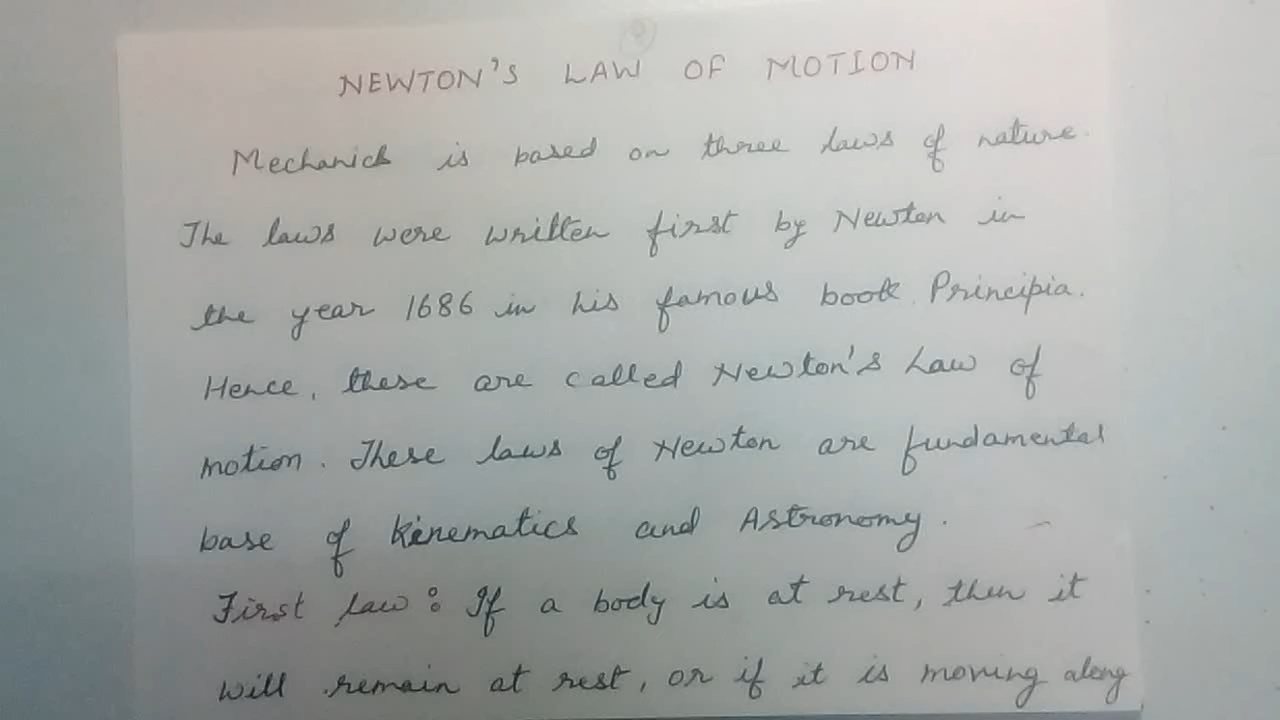 NEWTON'S LAW OF MOTION
Mechanics is based on three laws of nature.
The laws were written first by Newton in
the year 1686 in his famous book Principia.
Hence, these are called Newton's Law of
motion. These laws of Newton are fundamental
base of Kinematics and Astronomy.
First law: If a body is at rest, then it
will remain at rest, or if it is moving along